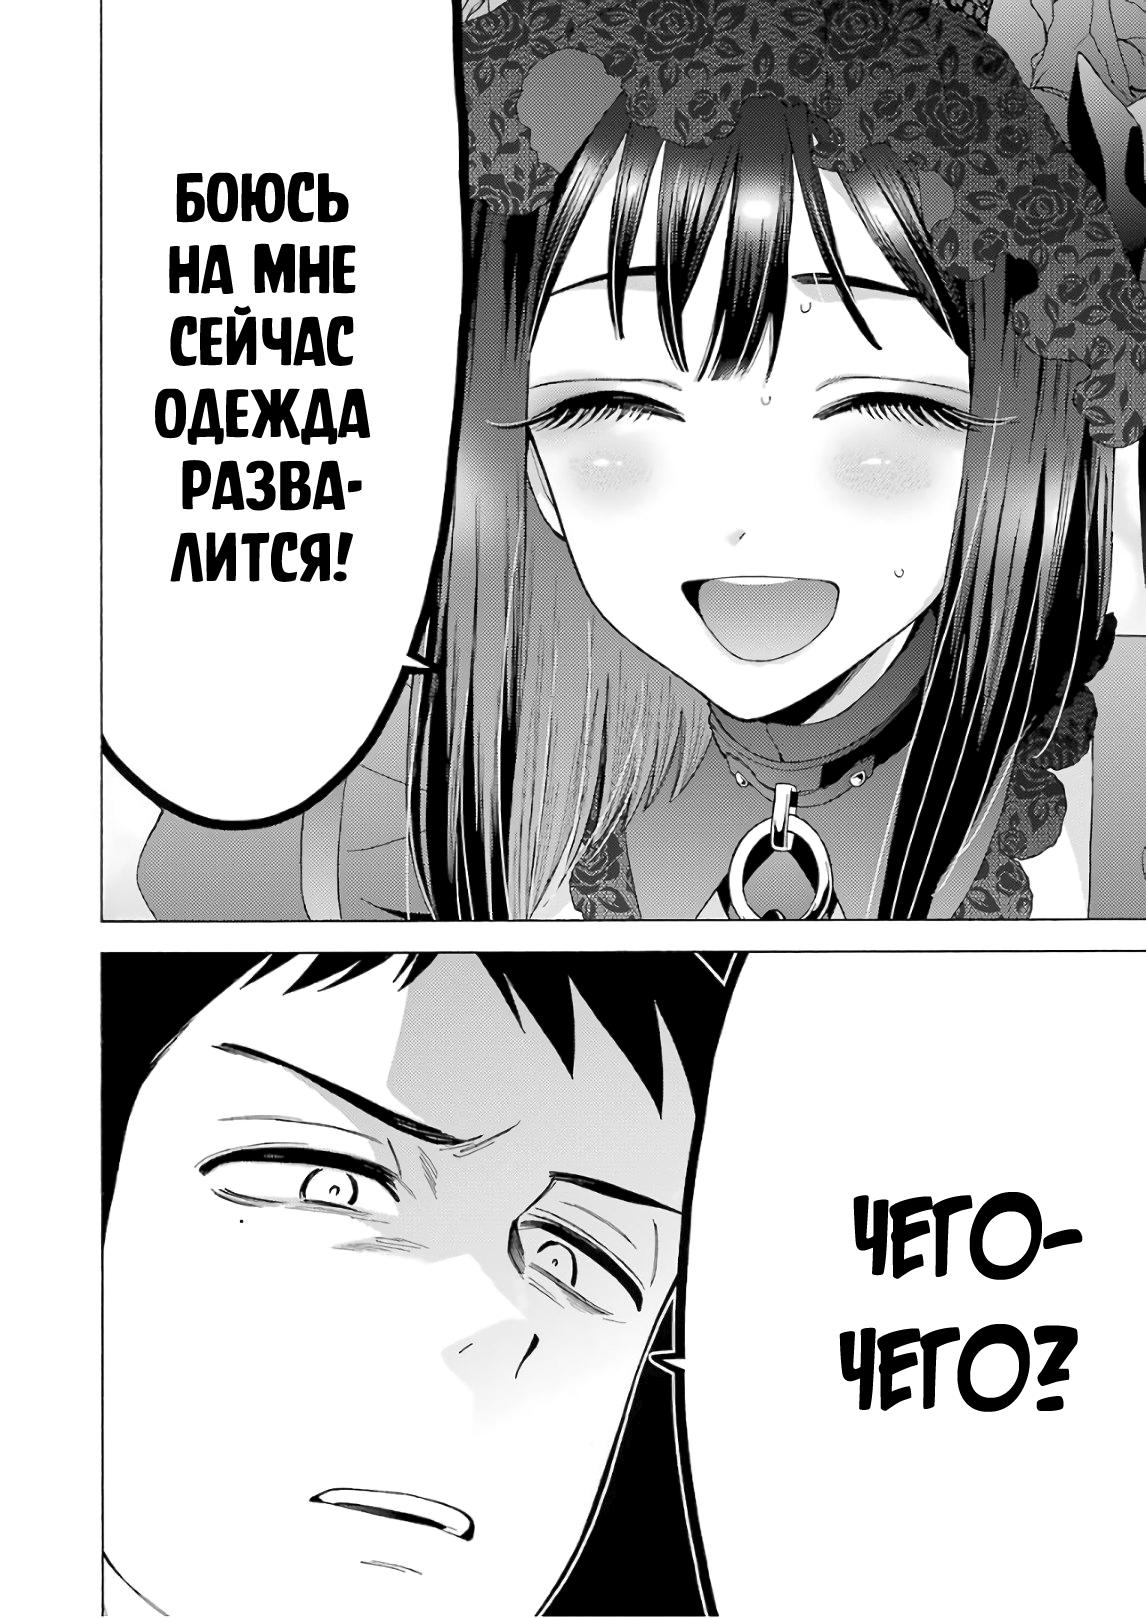 БОЮСЬ
НА МНЕ
СЕЙЧАС
ОДЕЖДА
РАЗВА-
ЛИТСЯ!
ЧЕГО-
ЧЕГО?